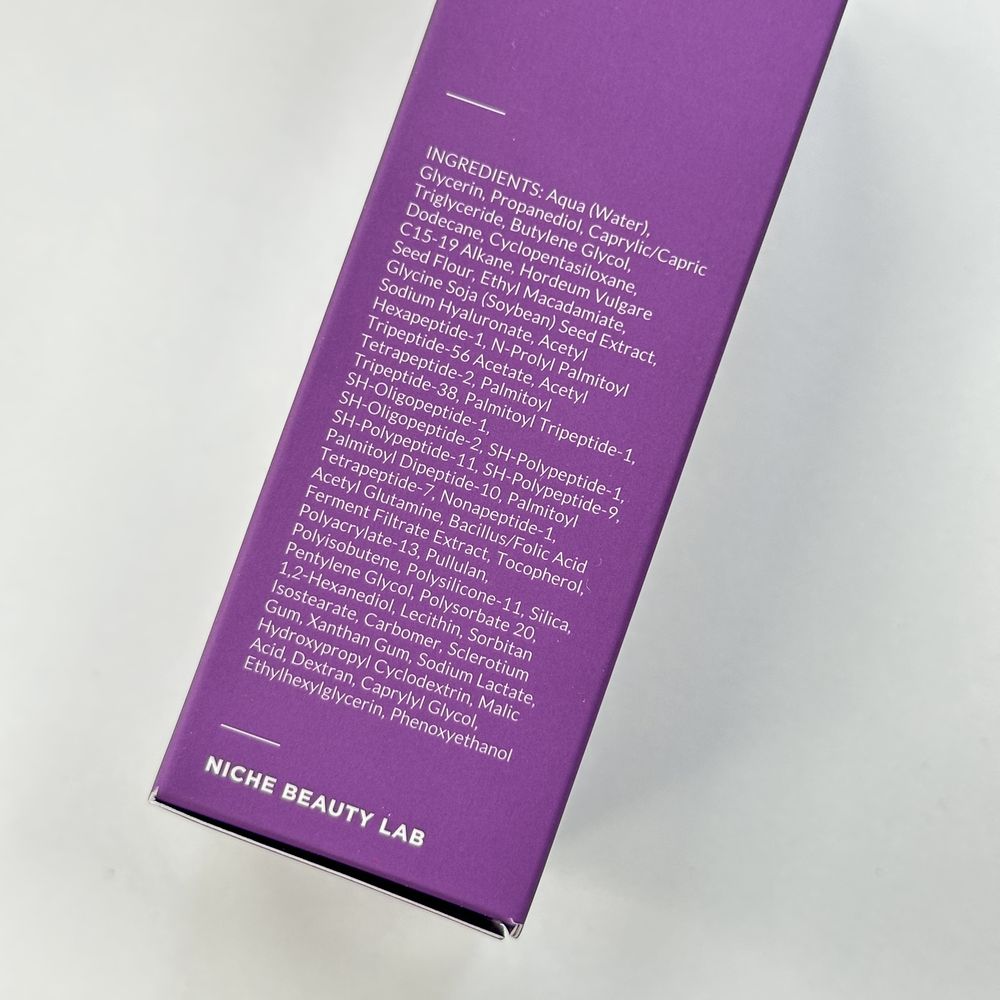 INGREDIENTS: Aqua (Water),
Glycerin, Propanediol, Caprylic/Capric
Triglyceride, Butylene Glycol,
Dodecane, Cyclopentasiloxane,
C15-19 Alkane, Hordeum Vulgare
Seed Flour, Ethyl Macadamiate,
Glycine Soja (Soybean) Seed Extract,
Sodium Hyaluronate, Acetyl
Hexapeptide-1, N-Prolyl Palmitoyl
Tripeptide-56 Acetate, Acetyl
Tetrapeptide-2, Palmitoyl
Tripeptide-38, Palmitoyl Tripeptide-1,
SH-Oligopeptide-1,
SH-Oligopeptide-2, SH-Polypeptide-1,
SH-Polypeptide-11, SH-Polypeptide-9,
Palmitoyl Dipeptide-10, Palmitoyl
Tetrapeptide-7, Nonapeptide-1,
Acetyl Glutamine, Bacillus/Folic Acid
Ferment Filtrate Extract, Tocopherol,
Polyacrylate-13, Pullulan,
Polyisobutene, Polysilicone-11, Silica,
Pentylene Glycol, Polysorbate 20,
1,2-Hexanediol, Lecithin, Sorbitan
Isostearate, Carbomer, Sclerotium
Gum, Xanthan Gum, Sodium Lactate,
Hydroxypropyl Cyclodextrin, Malic
Acid, Dextran, Caprylyl Glycol,
Ethylhexylglycerin, Phenoxyethanol
NICHE BEAUTY LAB